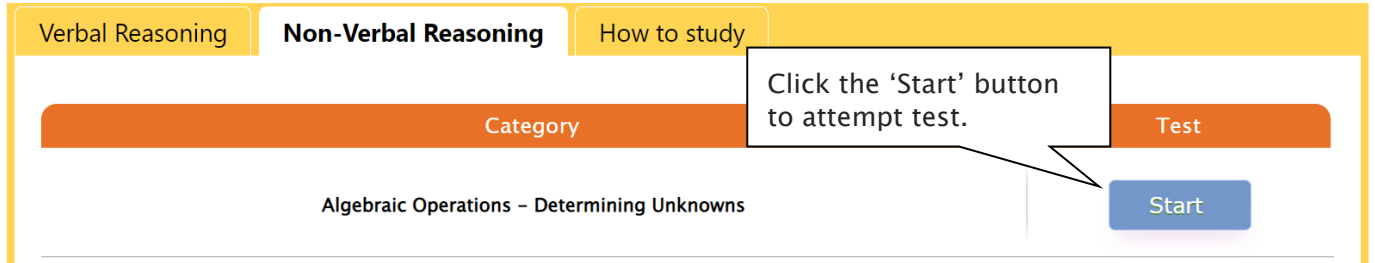 Verbal Reasoning
Non-Verbal Reasoning
How to study
Click the ‘Start’ button
to attempt test.
Category
Test
Algebraic Operations – Determining Unknowns
Start